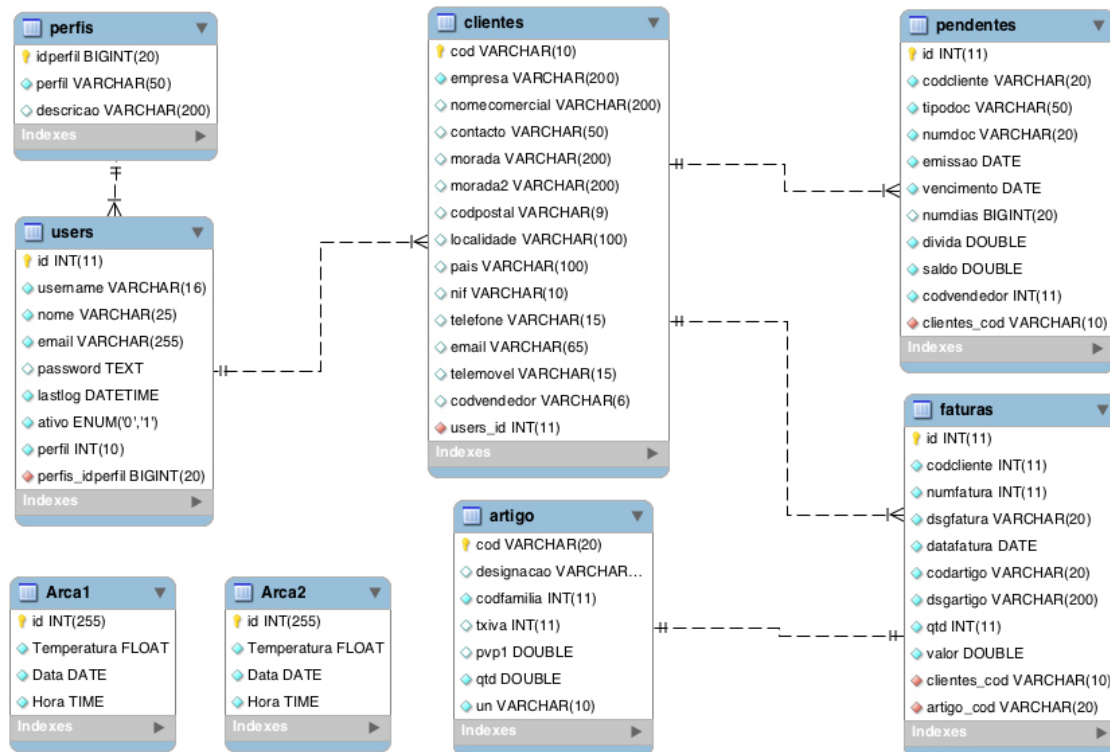 perfis
idperfil BIGINT(20)
perfil VARCHAR(50)
descricao VARCHAR(200)
Indexes
users
id INT(11)
username VARCHAR(16)
nome VARCHAR(25)
email VARCHAR(255)
password TEXT
lastlog DATETIME
ativo ENUM('0','1')
perfil INT(10)
perfis_idperfil BIGINT(20)
Indexes
clientes
cod VARCHAR(10)
empresa VARCHAR(200)
nomecomercial VARCHAR(200)
contacto VARCHAR(50)
morada VARCHAR(200)
morada2 VARCHAR(200)
codpostal VARCHAR(9)
localidade VARCHAR(100)
pais VARCHAR(100)
nif VARCHAR(10)
telefone VARCHAR(15)
email VARCHAR(65)
telemovel VARCHAR(15)
codvendedor VARCHAR(6)
users_id INT(11)
Indexes
pendentes
id INT(11)
codcliente VARCHAR(20)
tipodoc VARCHAR(50)
numdoc VARCHAR(20)
emissao DATE
vencimento DATE
numdias BIGINT(20)
divida DOUBLE
saldo DOUBLE
codvendedor INT(11)
clientes_cod VARCHAR(10)
Indexes
faturas
id INT(11)
codcliente INT(11)
numfatura INT(11)
dsgfatura VARCHAR(20)
datafatura DATE
codartigo VARCHAR(20)
dsgartigo VARCHAR(200)
qtd INT(11)
valor DOUBLE
clientes_cod VARCHAR(10)
artigo_cod VARCHAR(20)
Indexes
artigo
cod VARCHAR(20)
designacao VARCHAR...
codfamilia INT(11)
txiva INT(11)
pvp1 DOUBLE
qtd DOUBLE
un VARCHAR(10)
Indexes
Arca1
id INT(255)
Temperatura FLOAT
Data DATE
Hora TIME
Indexes
Arca2
id INT(255)
Temperatura FLOAT
Data DATE
Hora TIME
Indexes